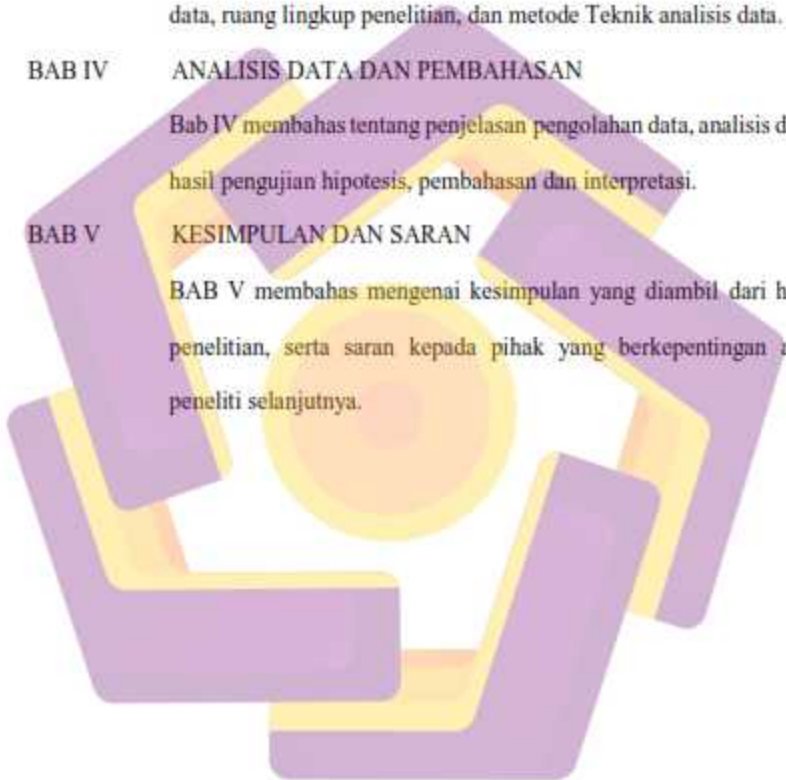 data, ruang lingkup penelitian, dan metode Teknik analisis data.
BAB IV ANALISIS DATA DAN PEMBAHASAN
Bab IV membahas tentang penjelasan pengolahan data, analisis d
hasil pengujian hipotesis, pembahasan dan interpretasi.
BAB V KESIMPULAN DAN SARAN
BAB V membahas mengenai kesimpulan yang diambil dari h
penelitian, serta saran kepada pihak yang berkepentingan a
peneliti selanjutnya.